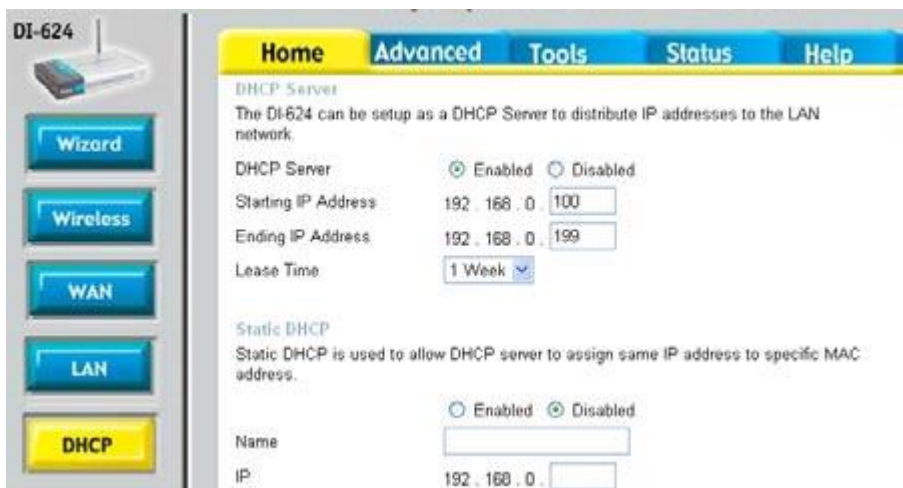 DI-624
Home Advanced Tools Status Help
Wizard
Wireless
WAN
LAN
DHCP
DHCP Server
The DI-624 can be setup as a DHCP Server to distribute IP addresses to the LAN
network.
DHCP Server Enabled Disabled
Starting IP Address 192 . 168 . 0 . 100
Ending IP Address 192 . 168 . 0 . 199
Lease Time 1 Week
Static DHCP
Static DHCP is used to allow DHCP server to assign same IP address to specific MAC
address.
Enabled Disabled
Name
IP 192 . 168 . 0 .